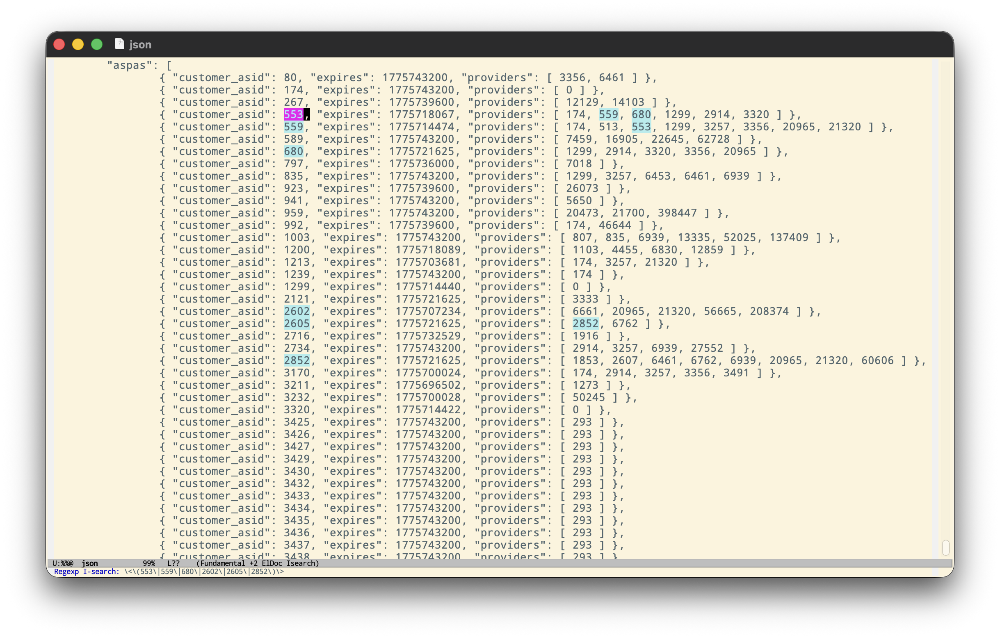 json
"aspas": [
{ "customer_asid": 80, "expires": 1775743200, "providers": [ 3356, 6461 ] },
{ "customer_asid": 174, "expires": 1775743200, "providers": [ 0 ] },
{ "customer_asid": 267, "expires": 1775739600, "providers": [ 12129, 14103 ] },
{ "customer_asid": 553, "expires": 1775718067, "providers": [ 174, 559, 680, 1299, 2914, 3320 ] },
{ "customer_asid": 559, "expires": 1775714474, "providers": [ 174, 513, 553, 1299, 3257, 3356, 20965, 21320 ] },
{ "customer_asid": 589, "expires": 1775743200, "providers": [ 7459, 16905, 22645, 62728 ] },
{ "customer_asid": 680, "expires": 1775721625, "providers": [ 1299, 2914, 3320, 3356, 20965 ] },
{ "customer_asid": 797, "expires": 1775736000, "providers": [ 7018 ] },
{ "customer_asid": 835, "expires": 1775743200, "providers": [ 1299, 3257, 6453, 6461, 6939 ] },
{ "customer_asid": 923, "expires": 1775739600, "providers": [ 26073 ] },
{ "customer_asid": 941, "expires": 1775743200, "providers": [ 5650 ] },
{ "customer_asid": 959, "expires": 1775743200, "providers": [ 20473, 21700, 398447 ] },
{ "customer_asid": 992, "expires": 1775739600, "providers": [ 174, 46644 ] },
{ "customer_asid": 1003, "expires": 1775743200, "providers": [ 807, 835, 6939, 13335, 52025, 137409 ] },
{ "customer_asid": 1200, "expires": 1775718089, "providers": [ 1103, 4455, 6830, 12859 ] },
{ "customer_asid": 1213, "expires": 1775703681, "providers": [ 174, 3257, 21320 ] },
{ "customer_asid": 1239, "expires": 1775743200, "providers": [ 174 ] },
{ "customer_asid": 1299, "expires": 1775714440, "providers": [ 0 ] },
{ "customer_asid": 2121, "expires": 1775721625, "providers": [ 3333 ] },
{ "customer_asid": 2602, "expires": 1775707234, "providers": [ 6661, 20965, 21320, 56665, 208374 ] },
{ "customer_asid": 2605, "expires": 1775721625, "providers": [ 2852, 6762 ] },
{ "customer_asid": 2716, "expires": 1775732529, "providers": [ 1916 ] },
{ "customer_asid": 2734, "expires": 1775743200, "providers": [ 2914, 3257, 6939, 27552 ] },
{ "customer_asid": 2852, "expires": 1775721625, "providers": [ 1853, 2607, 6461, 6762, 6939, 20965, 21320, 60606 ] },
{ "customer_asid": 3170, "expires": 1775700024, "providers": [ 174, 2914, 3257, 3356, 3491 ] },
{ "customer_asid": 3211, "expires": 1775696502, "providers": [ 1273 ] },
{ "customer_asid": 3232, "expires": 1775700028, "providers": [ 50245 ] },
{ "customer_asid": 3320, "expires": 1775714422, "providers": [ 0 ] },
{ "customer_asid": 3425, "expires": 1775743200, "providers": [ 293 ] },
{ "customer_asid": 3426, "expires": 1775743200, "providers": [ 293 ] },
{ "customer_asid": 3427, "expires": 1775743200, "providers": [ 293 ] },
{ "customer_asid": 3429, "expires": 1775743200, "providers": [ 293 ] },
{ "customer_asid": 3430, "expires": 1775743200, "providers": [ 293 ] },
{ "customer_asid": 3432, "expires": 1775743200, "providers": [ 293 ] },
{ "customer_asid": 3433, "expires": 1775743200, "providers": [ 293 ] },
{ "customer_asid": 3434, "expires": 1775743200, "providers": [ 293 ] },
{ "customer_asid": 3435, "expires": 1775743200, "providers": [ 293 ] },
{ "customer_asid": 3436, "expires": 1775743200, "providers": [ 293 ] },
{ "customer_asid": 3437, "expires": 1775743200, "providers": [ 293 ] },
{ "customer_asid": 3438, "expires": 1775743200, "providers": [ 293 ] },
U:%%@ json 99% L?? (Fundamental +2 ElDoc Isearch)
Regexp I-search: \<\(553\|559\|680\|2602\|2605\|2852\)\>